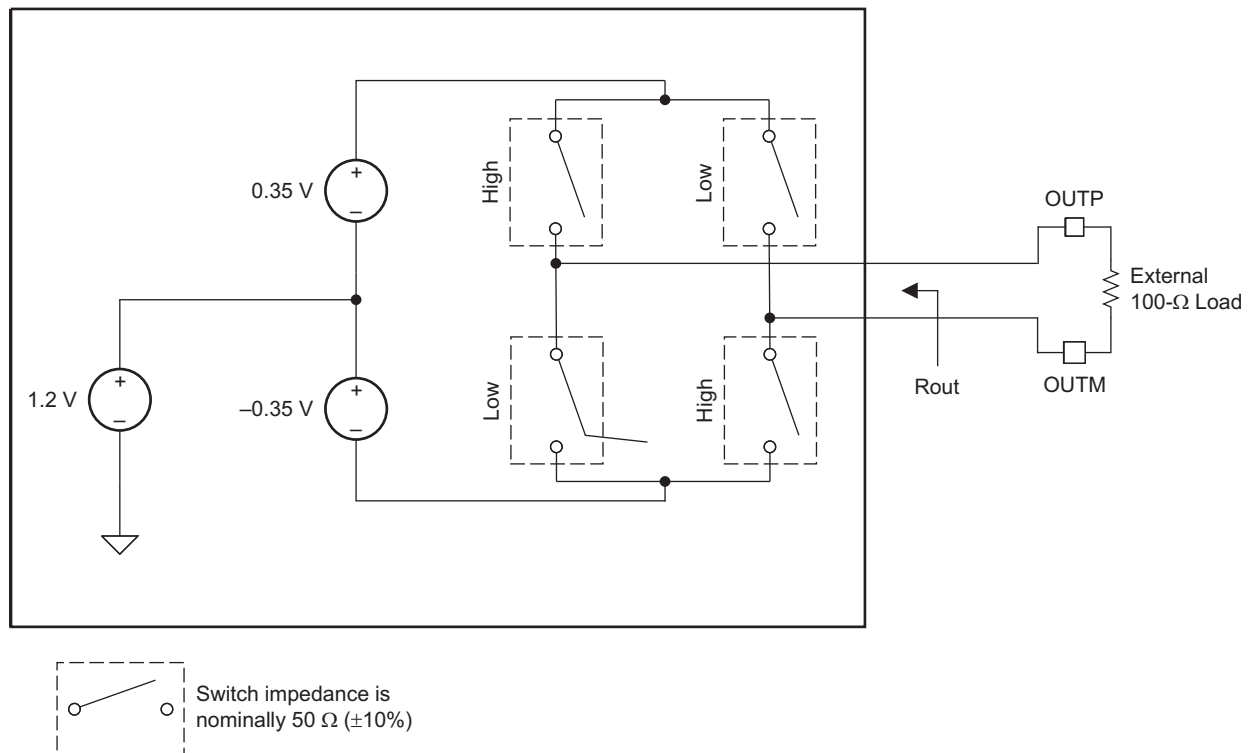 0.35 V
+
–
High
Low
OUTP
External
100-Ω Load
Rout
OUTM
1.2 V
+
–
–0.35 V
+
–
Low
High
Switch impedance is
nominally 50 Ω (±10%)